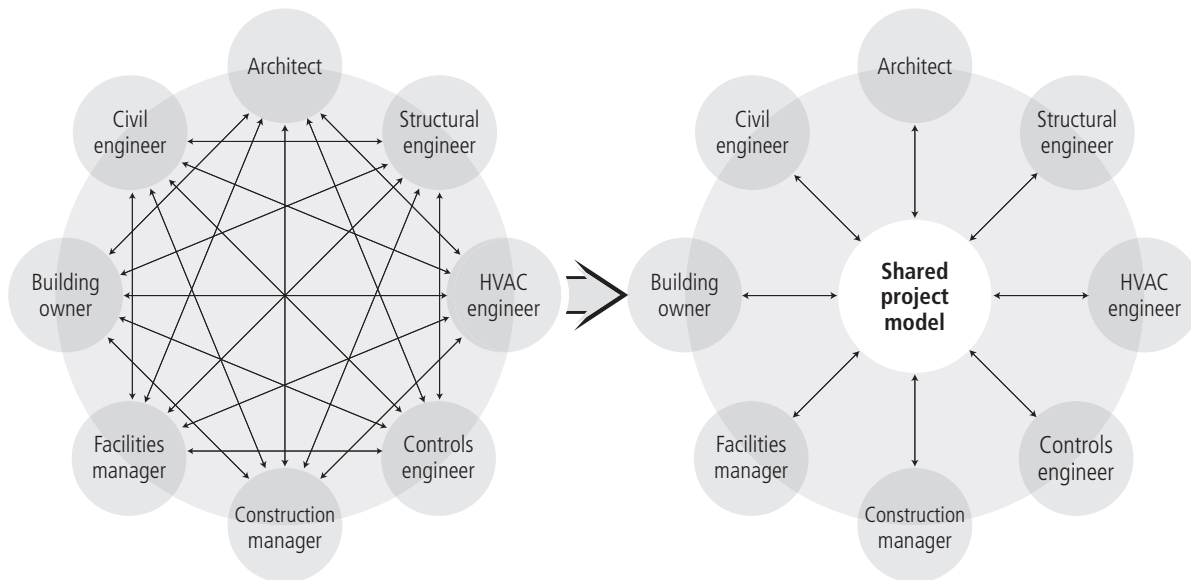 Architect
Civil
engineer
Structural
engineer
Building
owner
HVAC
engineer
Facilities
manager
Controls
engineer
Construction
manager
Architect
Civil
engineer
Structural
engineer
Building
owner
Shared
project
model
HVAC
engineer
Facilities
manager
Controls
engineer
Construction
manager